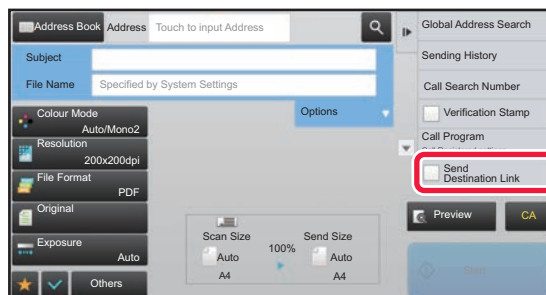 Address Book
Address
Touch to input Address
Subject
File Name
Specified by System Settings
Colour Mode
Auto/Mono2
Resolution
200x200dpi
File Format
PDF
Original
Exposure
Auto
Others
Options
Scan Size
Auto
A4
100%
Send Size
Auto
A4
Global Address Search
Sending History
Call Search Number
Verification Stamp
Call Program
Send
Destination Link
Preview
CA
Start